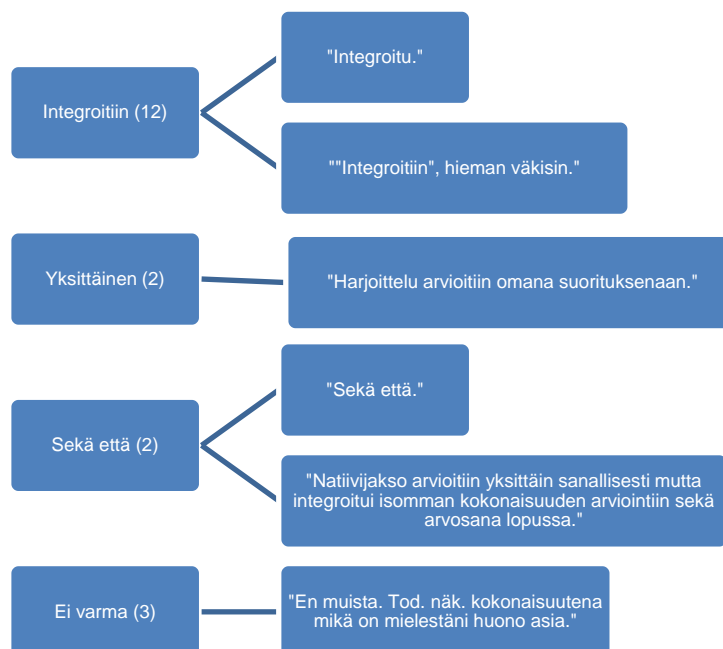 "Integroitu."
Integroitiin (12)
""Integroitiin", hieman väkisin."
Yksittäinen (2)
"Harjoittelu arvioitiin omana suorituksenaan."
"Sekä että."
Sekä että (2)
"Natiivijakso arvioitiin yksittäin sanallisesti mutta
integroitui isomman kokonaisuuden arviointiin sekä
arvosana lopussa."
Ei varma (3)
"En muista. Tod. näk. kokonaisuutena
mikä on mielestäni huono asia."